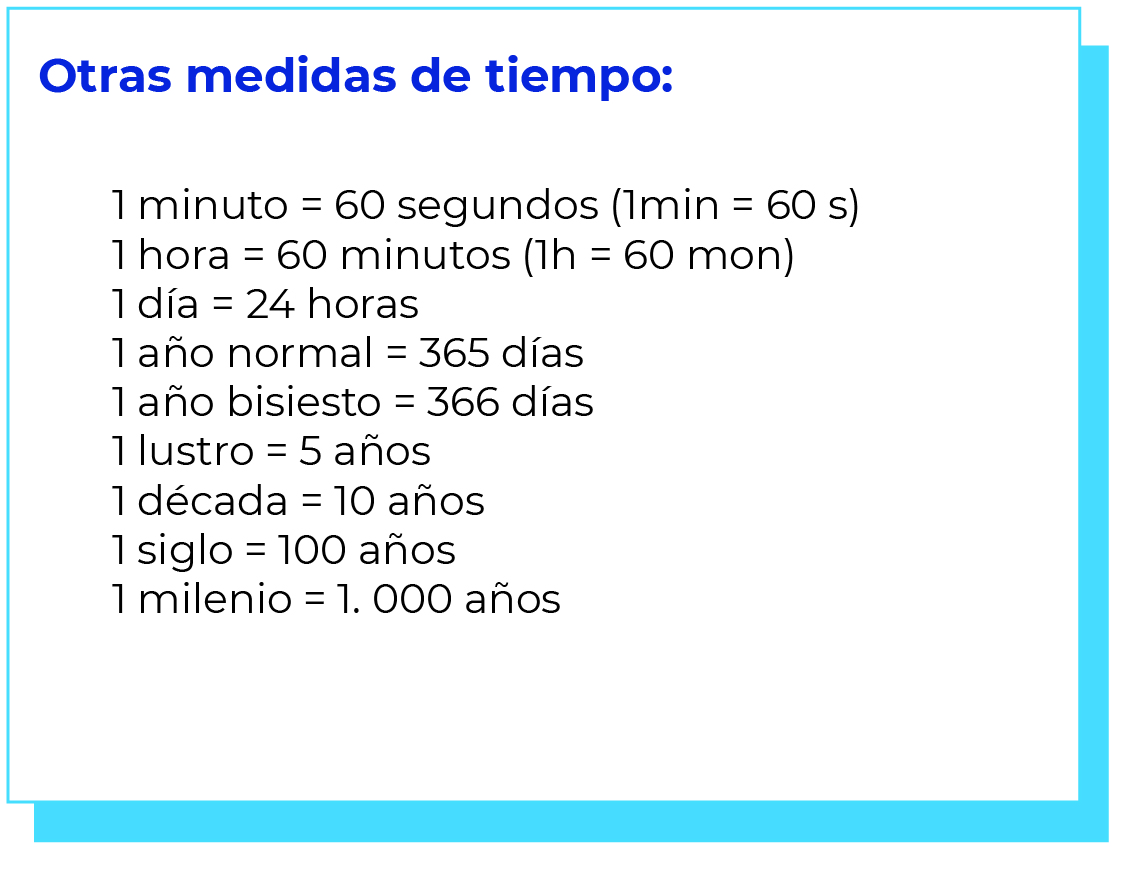 Otras medidas de tiempo:
1 minuto = 60 segundos (1min = 60 s)
1 hora = 60 minutos (1h = 60 mon)
1 día = 24 horas
1 año normal = 365 días
1 año bisiesto = 366 días
1 lustro = 5 años
1 década = 10 años
1 siglo = 100 años
1 milenio = 1. 000 años